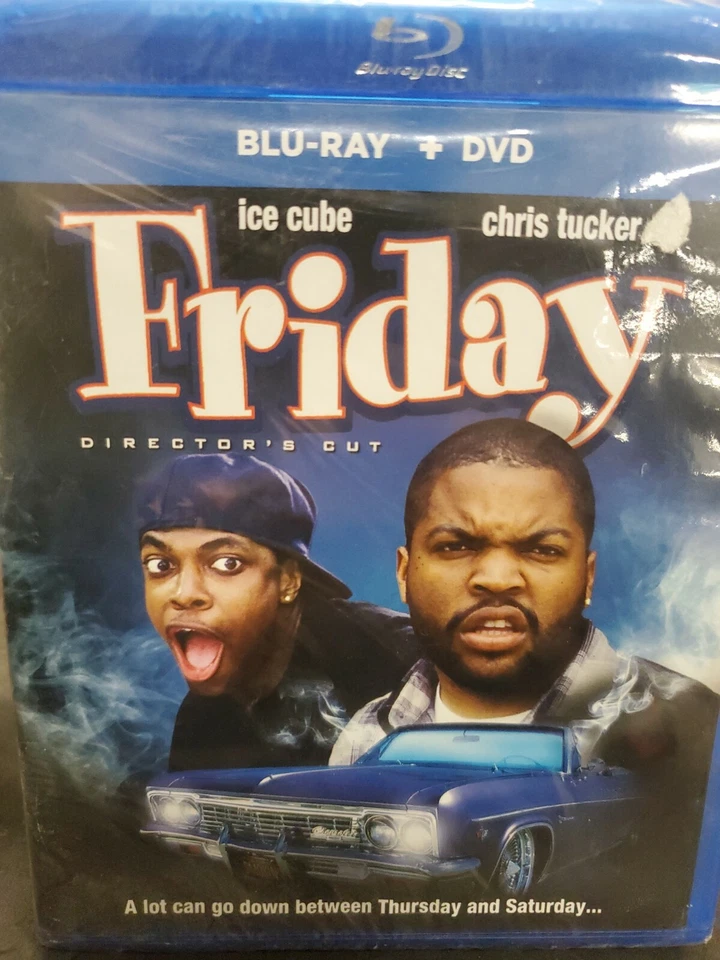 Blu-ray Disc
BLU-RAY + DVD
ice cube
chris tucker
Friday
DIRECTOR'S CUT
A lot can go down between Thursday and Saturday...